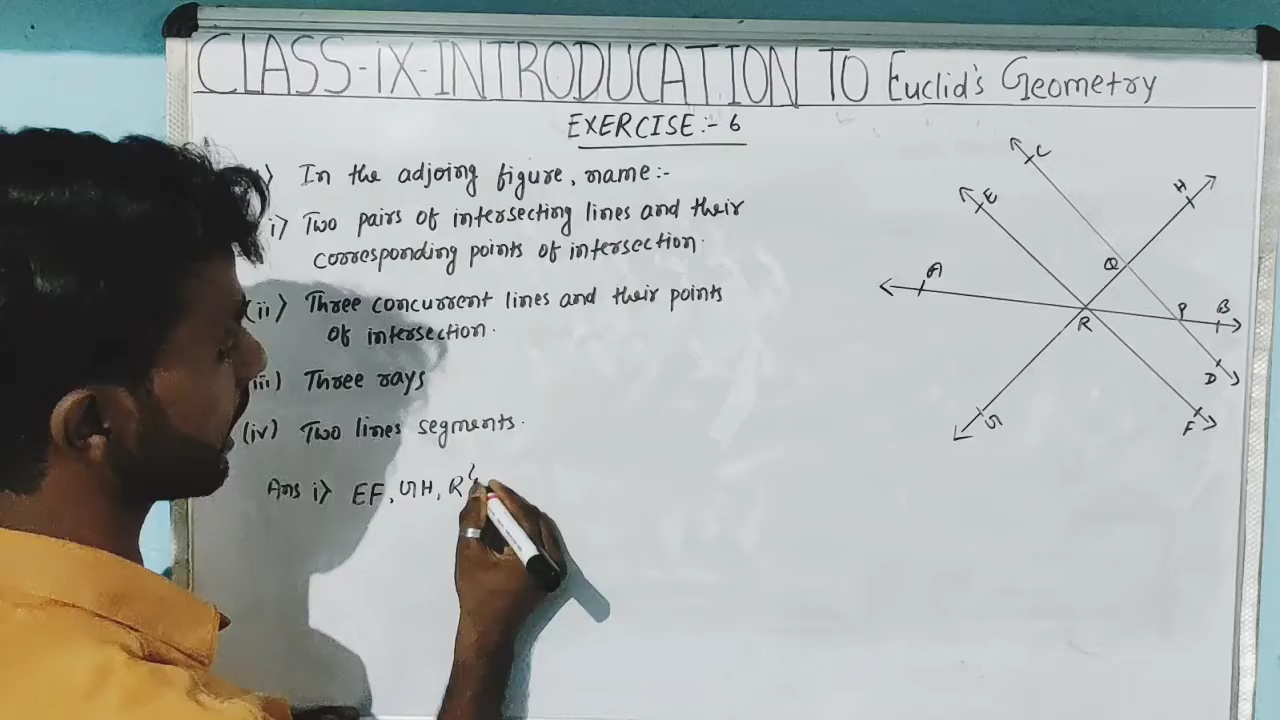 CLASS-iX-INTRODUCATION TO Euclid's Geometry
EXERCISE:- 6
) In the adjoing figure, name:-
i) Two pairs of intersecting lines and their
corresponding points of intersection.
(ii) Three concurrent lines and their points
of intersection.
iii) Three rays
(iv) Two lines segments.
Ans i) EF, GH, R
C
E
H
A
Q
R
P
B
D
G
F